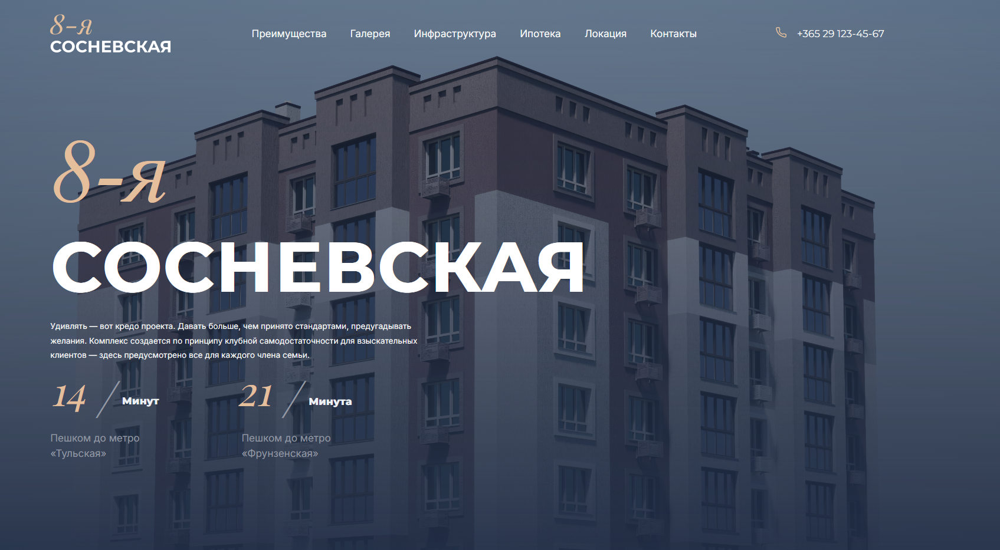 8-я
СОСНЕВСКАЯ
Преимущества Галерея Инфраструктура Ипотека Локация Контакты
+365 29 123-45-67
8-я
СОСНЕВСКАЯ
Удивлять — вот кредо проекта. Давать больше, чем принято стандартами, предугадывать
желания. Комплекс создается по принципу клубной самодостаточности для взыскательных
клиентов — здесь предусмотрено все для каждого члена семьи.
14 / Минут
Пешком до метро
«Тульская»
21 / Минута
Пешком до метро
«Фрунзенская»